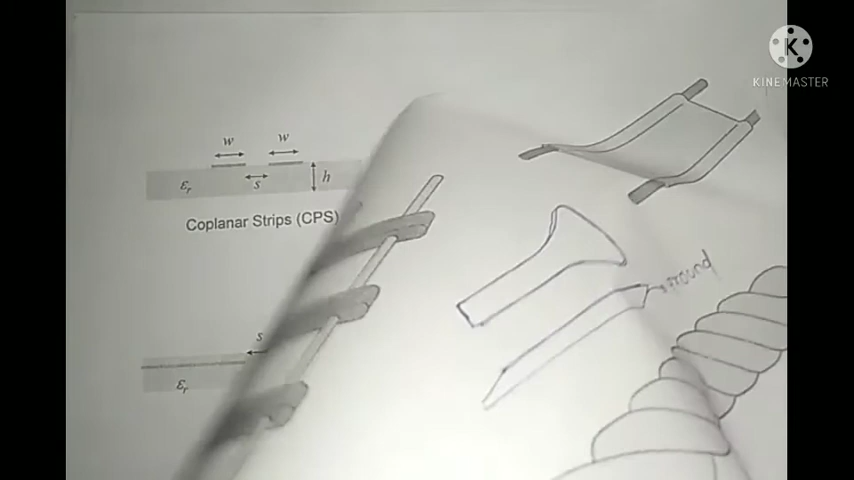 K
KINEMASTER
w w
εr s h
Coplanar Strips (CPS)
ground
s
εr